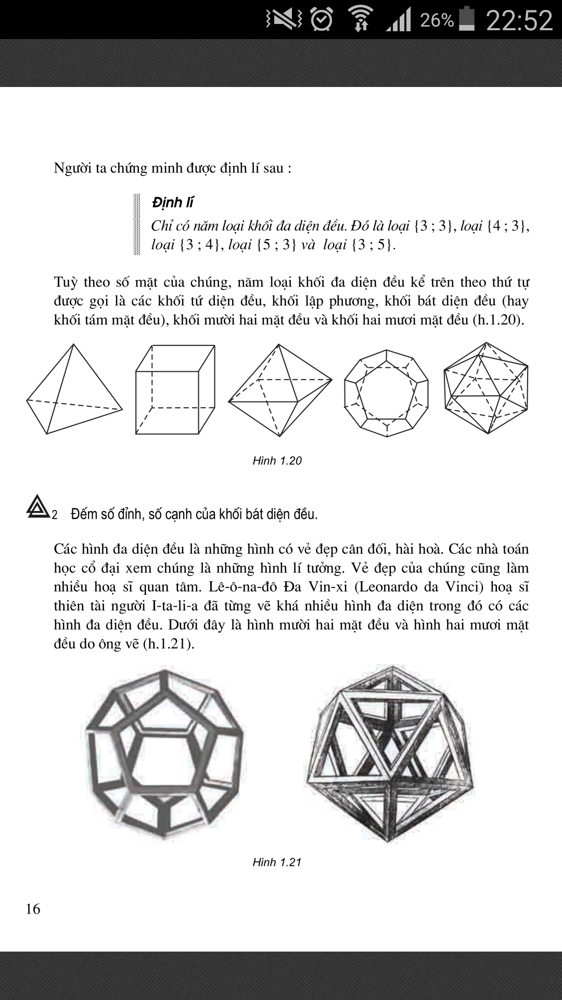 26% 22:52
Người ta chứng minh được định lí sau :
Định lí
Chỉ có năm loại khối đa diện đều. Đó là loại {3 ; 3}, loại {4 ; 3},
loại {3 ; 4}, loại {5 ; 3} và loại {3 ; 5}.
Tuỳ theo số mặt của chúng, năm loại khối đa diện đều kể trên theo thứ tự
được gọi là các khối tứ diện đều, khối lập phương, khối bát diện đều (hay
khối tám mặt đều), khối mười hai mặt đều và khối hai mươi mặt đều (h.1.20).
Hình 1.20
2 Đếm số đỉnh, số cạnh của khối bát diện đều.
Các hình đa diện đều là những hình có vẻ đẹp cân đối, hài hoà. Các nhà toán
học cổ đại xem chúng là những hình lí tưởng. Vẻ đẹp của chúng cũng làm
nhiều hoạ sĩ quan tâm. Lê-ô-na-đô Đa Vin-xi (Leonardo da Vinci) hoạ sĩ
thiên tài người I-ta-li-a đã từng vẽ khá nhiều hình đa diện trong đó có các
hình đa diện đều. Dưới đây là hình mười hai mặt đều và hình hai mươi mặt
đều do ông vẽ (h.1.21).
Hình 1.21
16